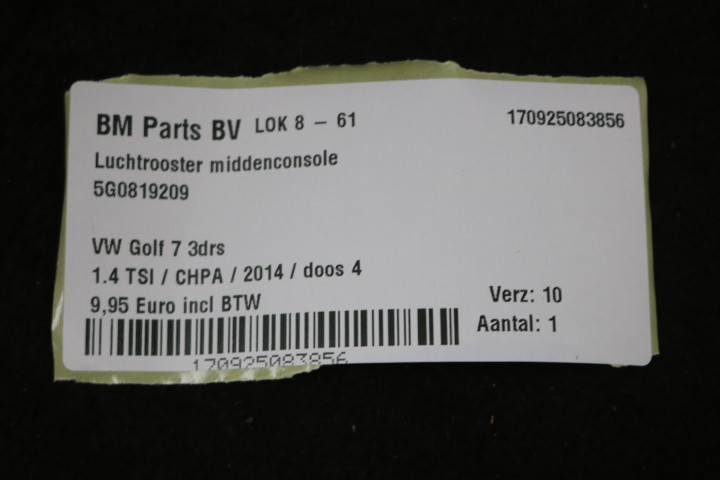 BM Parts BV LOK 8 – 61 170925083856
Luchtrooster middenconsole
5G0819209
VW Golf 7 3drs
1.4 TSI / CHPA / 2014 / doos 4
9,95 Euro incl BTW
Verz: 10
Aantal: 1
170925083856